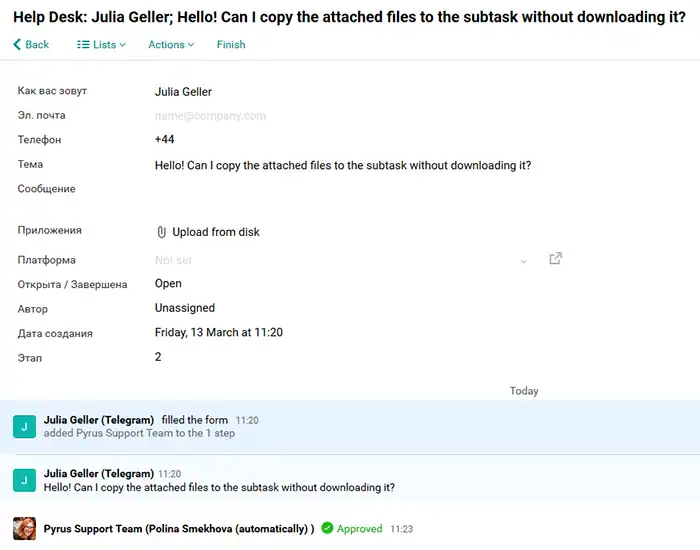 Help Desk: Julia Geller; Hello! Can I copy the attached files to the subtask without downloading it?
Back Lists Actions Finish
Как вас зовут Julia Geller
Эл. почта name@company.com
Телефон +44
Тема Hello! Can I copy the attached files to the subtask without downloading it?
Сообщение
Приложения Upload from disk
Платформа Not set
Открыта / Завершена Open
Автор Unassigned
Дата создания Friday, 13 March at 11:20
Этап 2
Today
J Julia Geller (Telegram) filled the form 11:20
added Pyrus Support Team to the 1 step
J Julia Geller (Telegram) 11:20
Hello! Can I copy the attached files to the subtask without downloading it?
Pyrus Support Team (Polina Smekhova (automatically) ) Approved 11:23